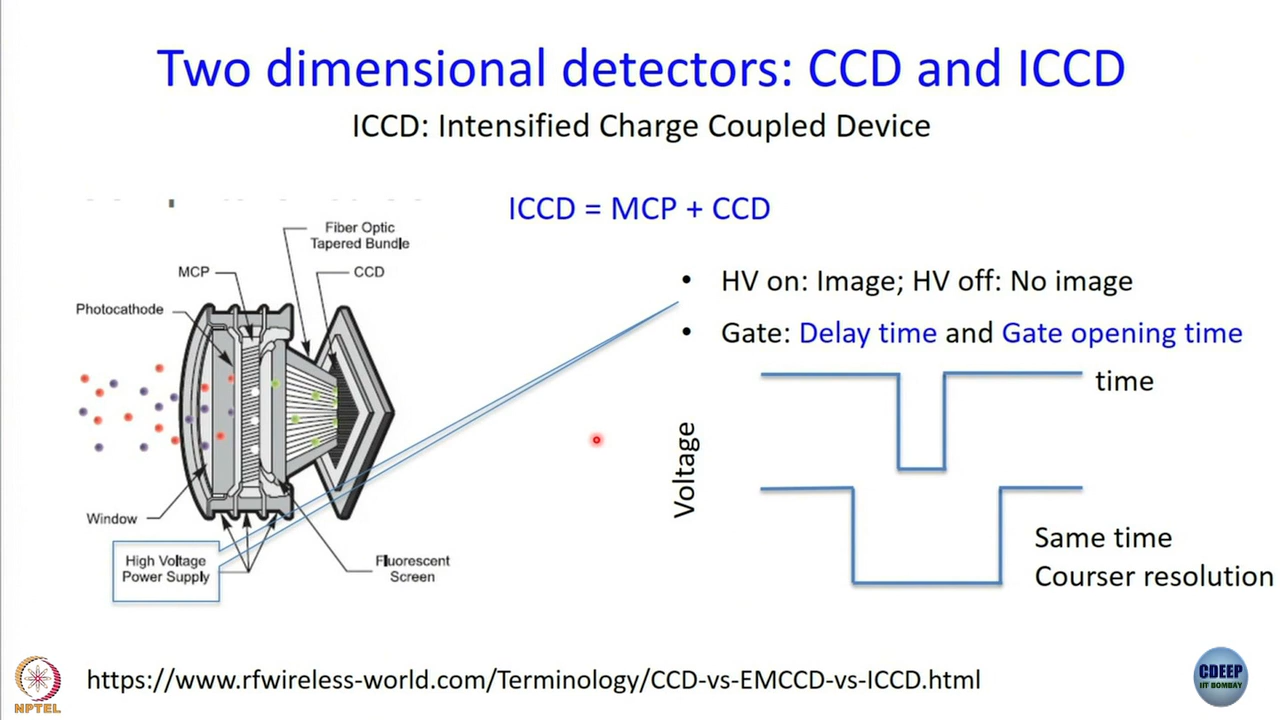 Two dimensional detectors: CCD and ICCD
ICCD: Intensified Charge Coupled Device
ICCD = MCP + CCD
Fiber Optic
Tapered Bundle
MCP
CCD
Photocathode
Window
High Voltage
Power Supply
Fluorescent
Screen
• HV on: Image; HV off: No image
• Gate: Delay time and Gate opening time
time
Voltage
Same time
Courser resolution
https://www.rfwireless-world.com/Terminology/CCD-vs-EMCCD-vs-ICCD.html
NPTEL
CDEEP
IIT BOMBAY